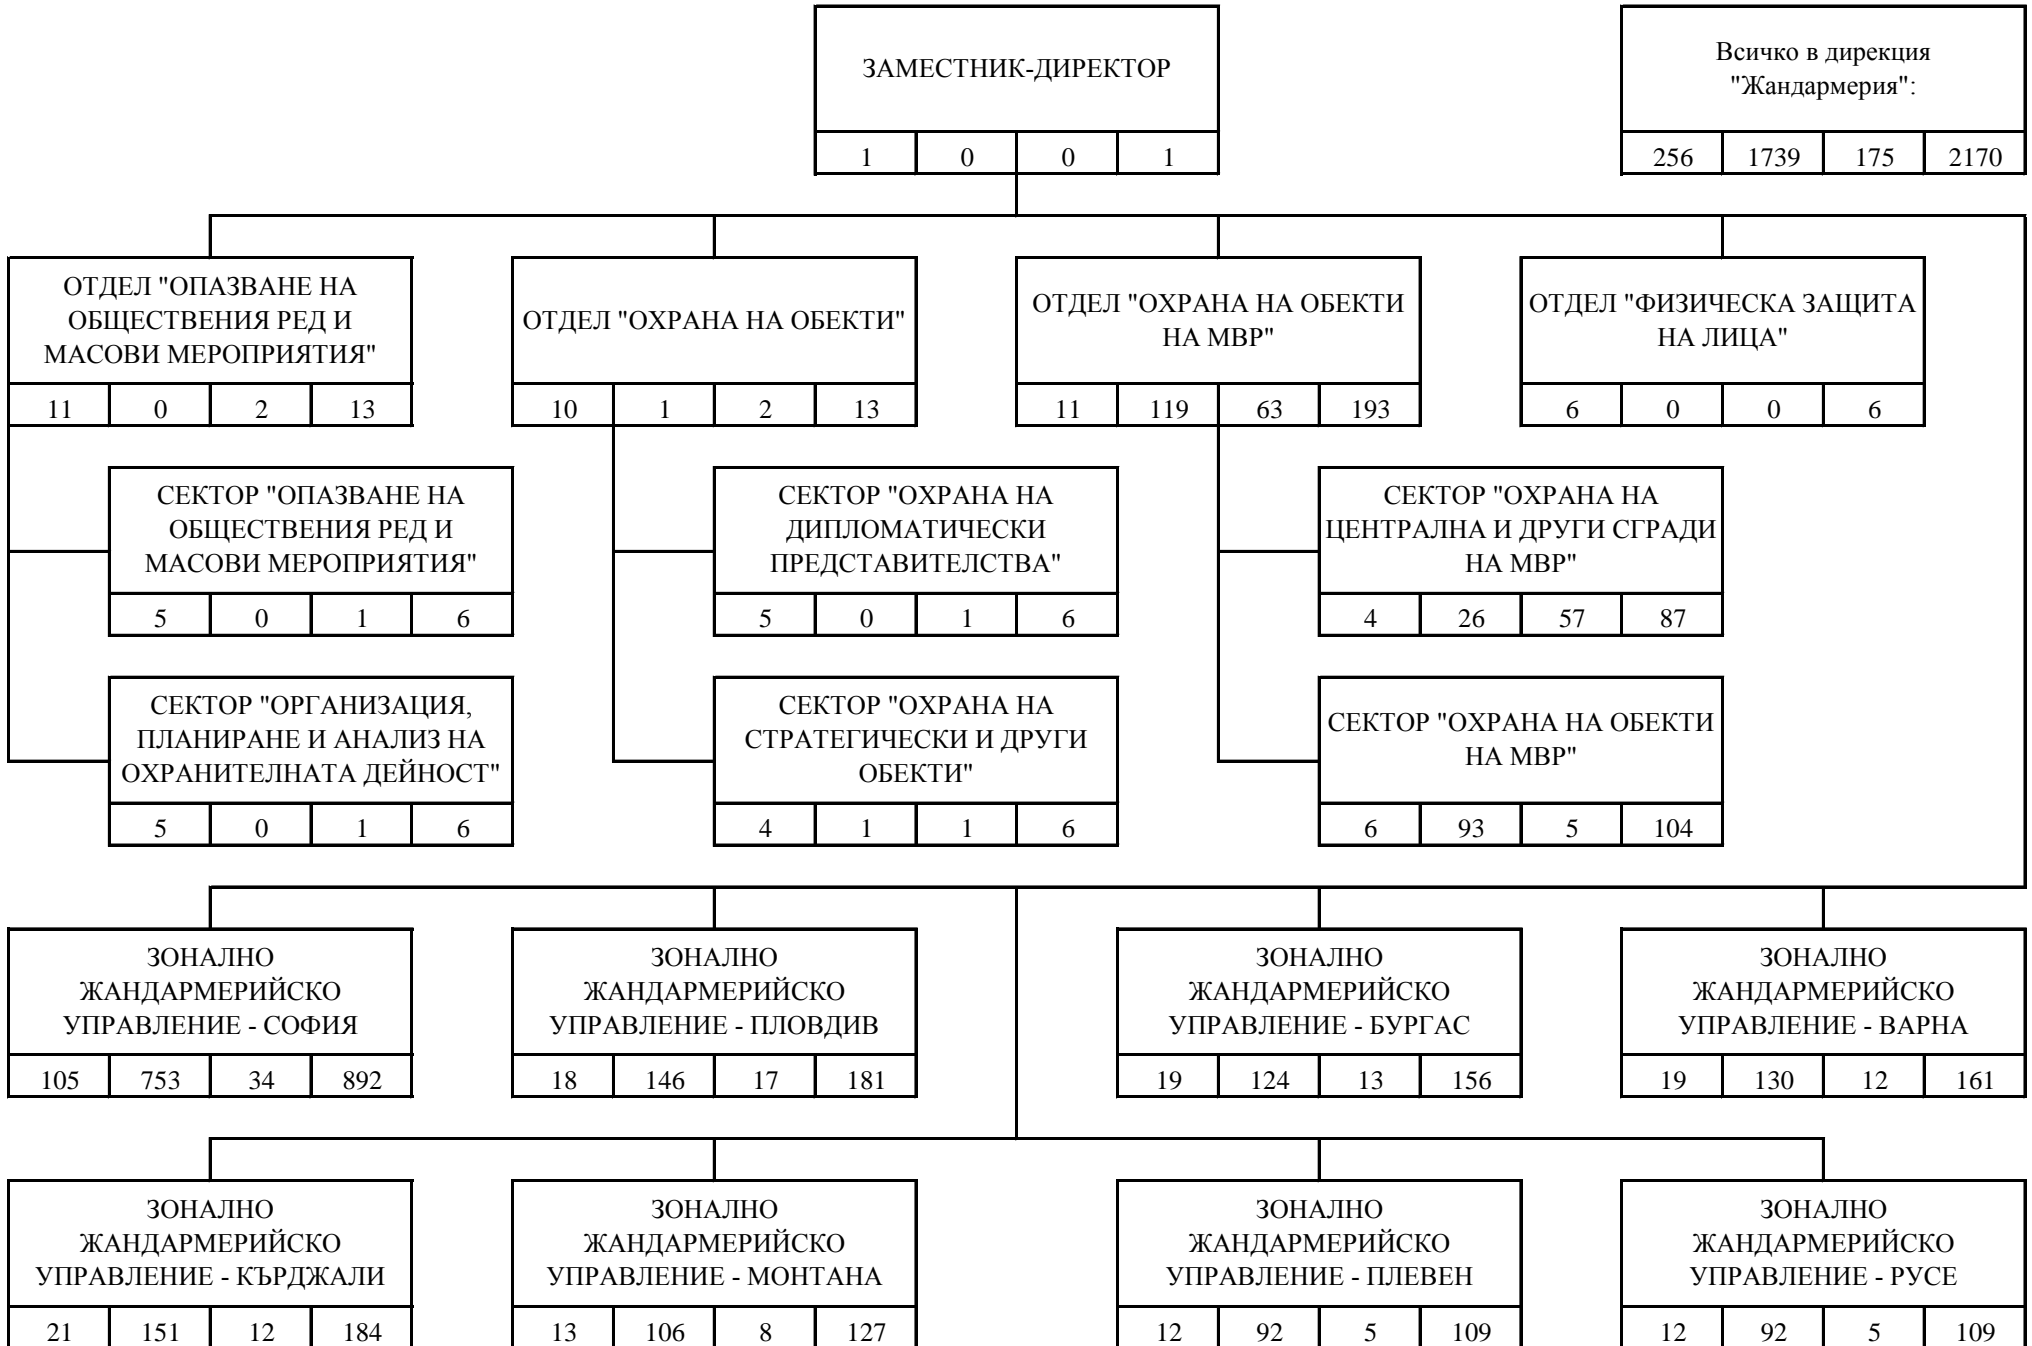 ЗАМЕСТНИК-ДИРЕКТОР
1 0 0 1
Всичко в дирекция
"Жандармерия":
256 1739 175 2170
ОТДЕЛ "ОПАЗВАНЕ НА
ОБЩЕСТВЕНИЯ РЕД И
МАСОВИ МЕРОПРИЯТИЯ"
11 0 2 13
ОТДЕЛ "ОХРАНА НА ОБЕКТИ"
10 1 2 13
ОТДЕЛ "ОХРАНА НА ОБЕКТИ
НА МВР"
11 119 63 193
ОТДЕЛ "ФИЗИЧЕСКА ЗАЩИТА
НА ЛИЦА"
6 0 0 6
СЕКТОР "ОПАЗВАНЕ НА
ОБЩЕСТВЕНИЯ РЕД И
МАСОВИ МЕРОПРИЯТИЯ"
5 0 1 6
СЕКТОР "ОХРАНА НА
ДИПЛОМАТИЧЕСКИ
ПРЕДСТАВИТЕЛСТВА"
5 0 1 6
СЕКТОР "ОХРАНА НА
ЦЕНТРАЛНА И ДРУГИ СГРАДИ
НА МВР"
4 26 57 87
СЕКТОР "ОРГАНИЗАЦИЯ,
ПЛАНИРАНЕ И АНАЛИЗ НА
ОХРАНИТЕЛНАТА ДЕЙНОСТ"
5 0 1 6
СЕКТОР "ОХРАНА НА
СТРАТЕГИЧЕСКИ И ДРУГИ
ОБЕКТИ"
4 1 1 6
СЕКТОР "ОХРАНА НА ОБЕКТИ
НА МВР"
6 93 5 104
ЗОНАЛНО
ЖАНДАРМЕРИЙСКО
УПРАВЛЕНИЕ - СОФИЯ
105 753 34 892
ЗОНАЛНО
ЖАНДАРМЕРИЙСКО
УПРАВЛЕНИЕ - ПЛОВДИВ
18 146 17 181
ЗОНАЛНО
ЖАНДАРМЕРИЙСКО
УПРАВЛЕНИЕ - БУРГАС
19 124 13 156
ЗОНАЛНО
ЖАНДАРМЕРИЙСКО
УПРАВЛЕНИЕ - ВАРНА
19 130 12 161
ЗОНАЛНО
ЖАНДАРМЕРИЙСКО
УПРАВЛЕНИЕ - КЪРДЖАЛИ
21 151 12 184
ЗОНАЛНО
ЖАНДАРМЕРИЙСКО
УПРАВЛЕНИЕ - МОНТАНА
13 106 8 127
ЗОНАЛНО
ЖАНДАРМЕРИЙСКО
УПРАВЛЕНИЕ - ПЛЕВЕН
12 92 5 109
ЗОНАЛНО
ЖАНДАРМЕРИЙСКО
УПРАВЛЕНИЕ - РУСЕ
12 92 5 109